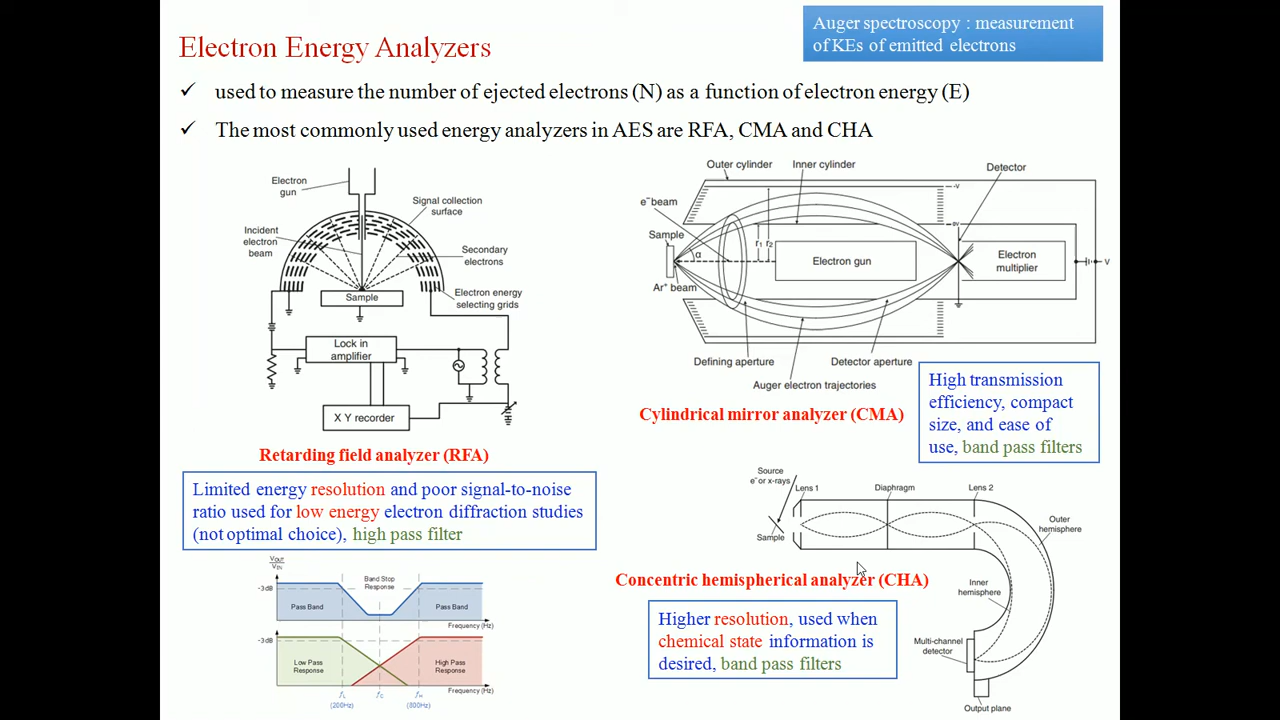 Auger spectroscopy : measurement
of KEs of emitted electrons
Electron Energy Analyzers
✓ used to measure the number of ejected electrons (N) as a function of electron energy (E)
✓ The most commonly used energy analyzers in AES are RFA, CMA and CHA
Electron
gun
Signal collection
surface
Incident
electron
beam
Secondary
electrons
Sample
Electron energy
selecting grids
Lock in
amplifier
X Y recorder
Retarding field analyzer (RFA)
Limited energy resolution and poor signal-to-noise
ratio used for low energy electron diffraction studies
(not optimal choice), high pass filter
VOUT
VIN
-3dB
Pass Band
Band Stop
Response
Pass Band
Frequency (Hz)
-3dB
Low Pass
Response
High Pass
Response
Frequency (Hz)
fL
(200Hz)
fC
fH
(800Hz)
Outer cylinder
Inner cylinder
Detector
-V
e⁻ beam
Sample
α
r1
r2
0V
Electron gun
Electron
multiplier
V
Ar⁺ beam
Defining aperture
Detector aperture
Auger electron trajectories
Cylindrical mirror analyzer (CMA)
High transmission
efficiency, compact
size, and ease of
use, band pass filters
Source
e⁻ or x-rays
Lens 1
Diaphragm
Lens 2
Sample
Outer
hemisphere
Inner
hemisphere
Multi-channel
detector
Output plane
Concentric hemispherical analyzer (CHA)
Higher resolution, used when
chemical state information is
desired, band pass filters